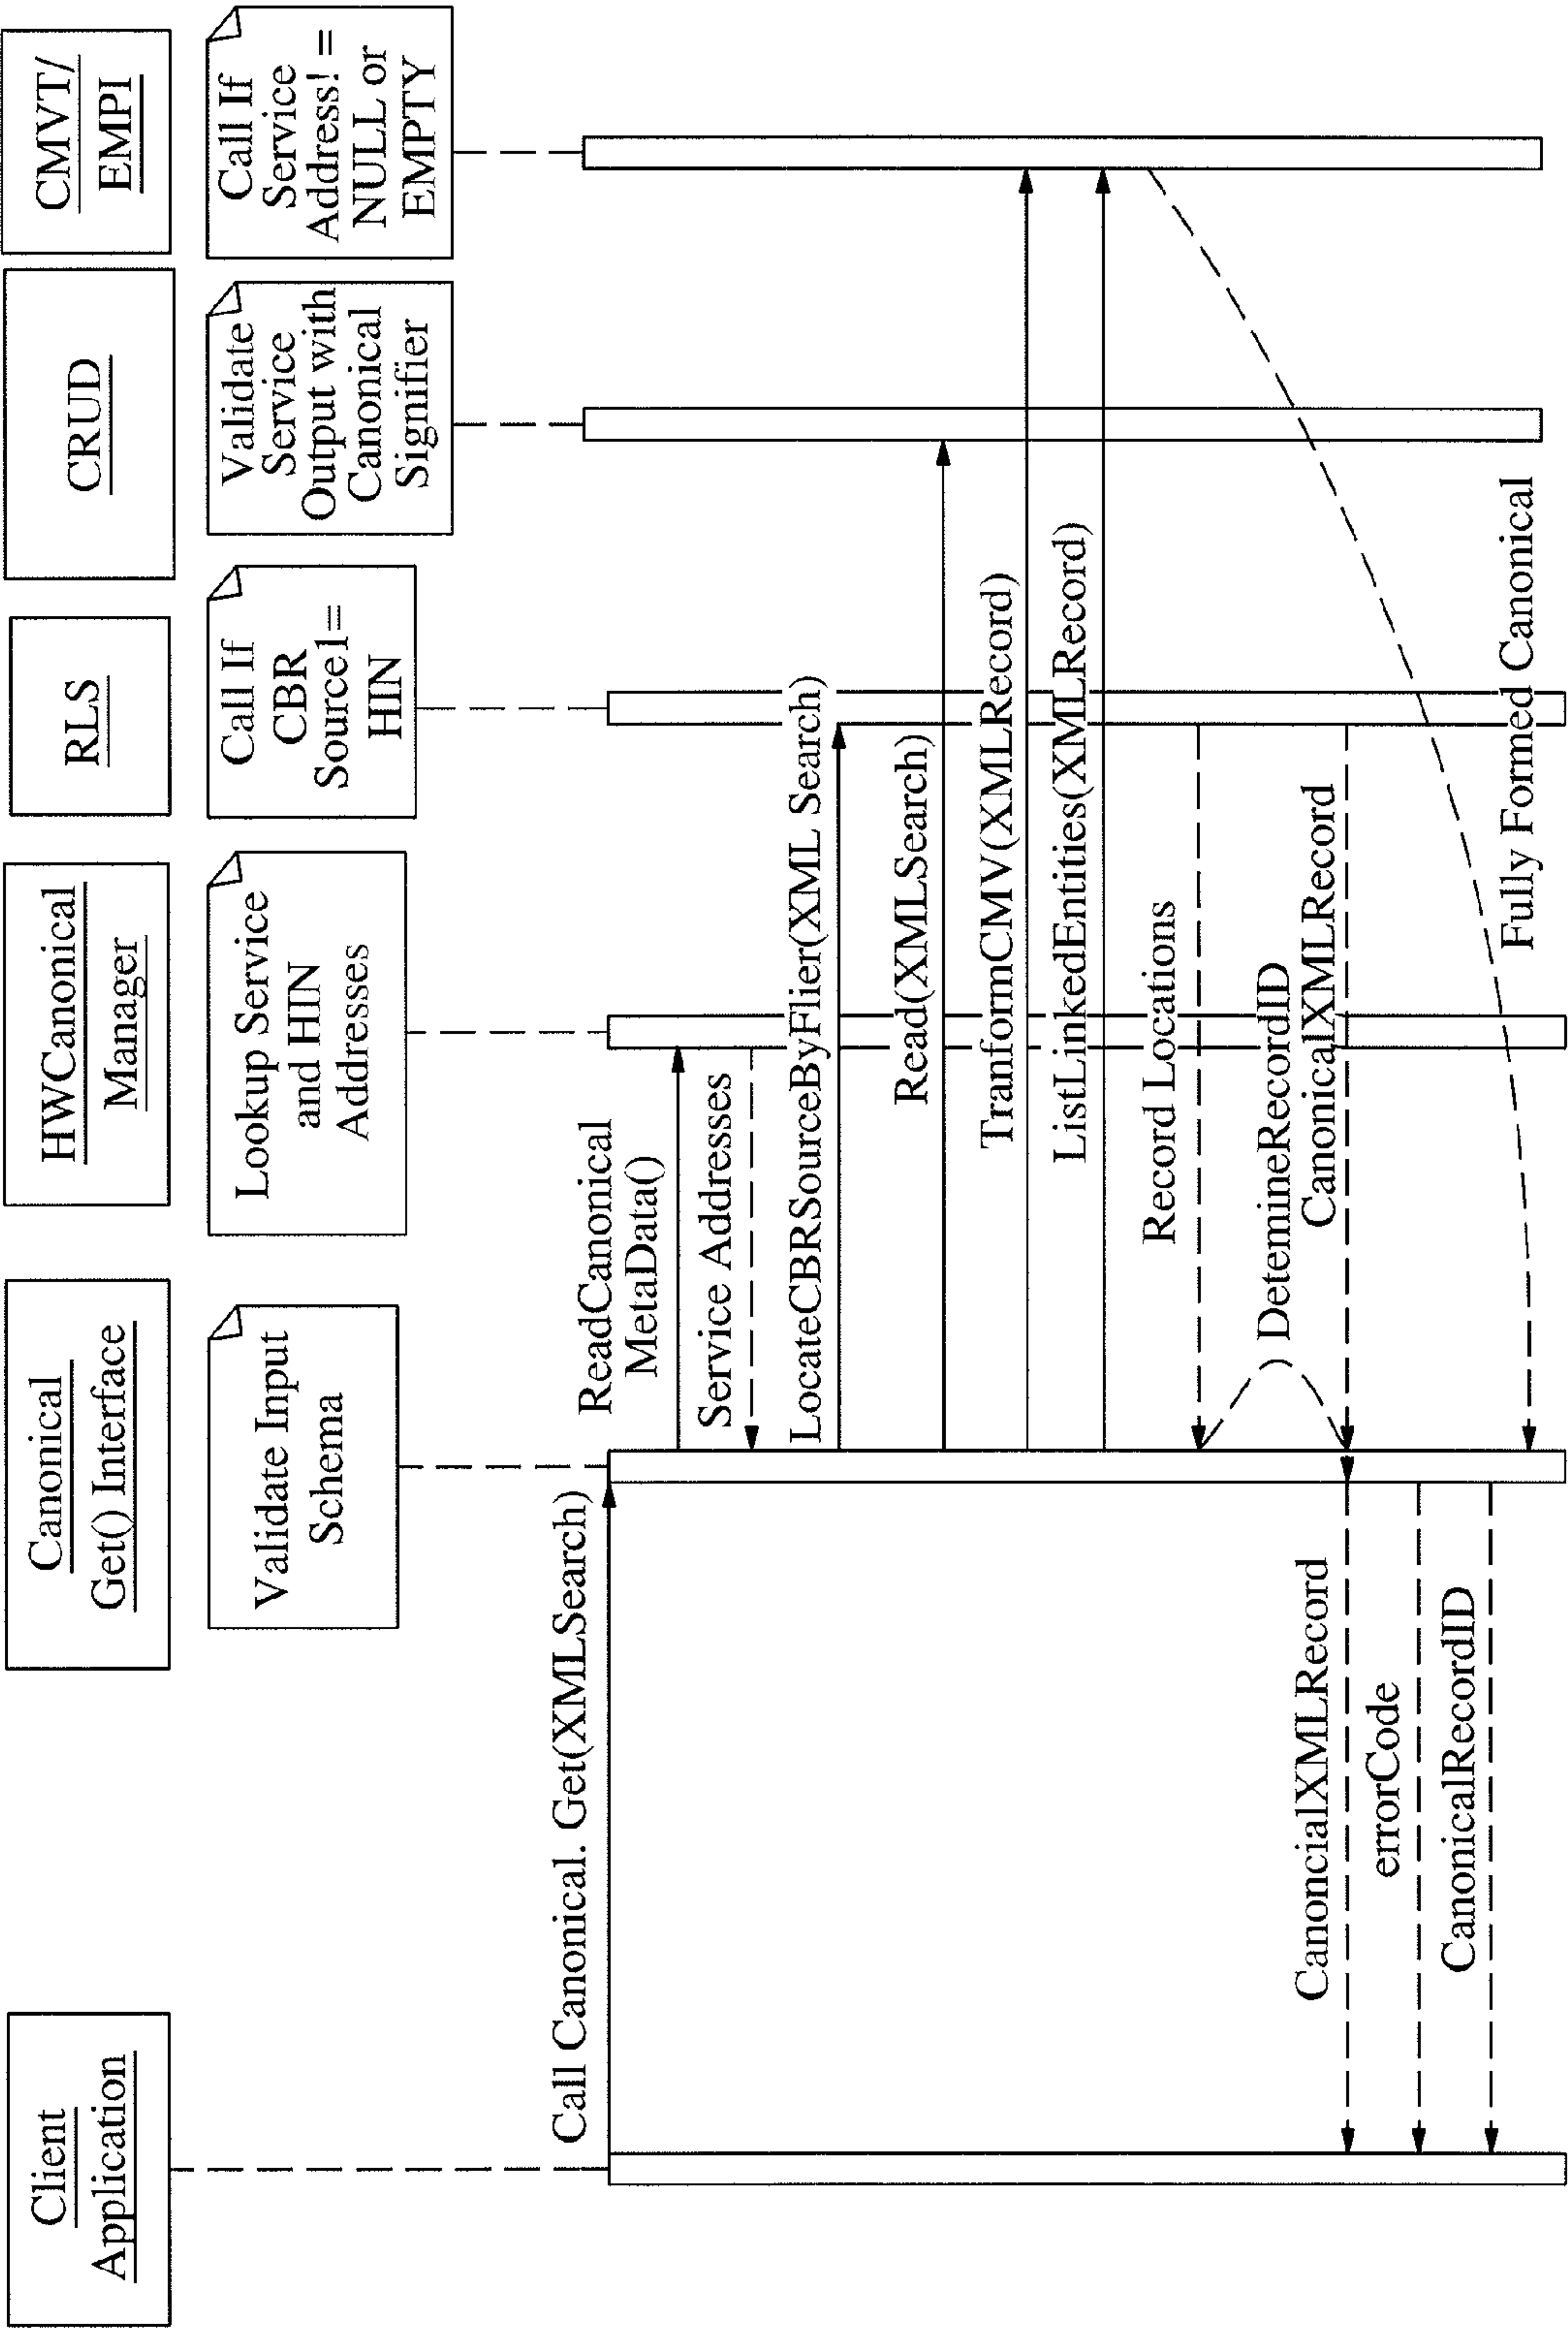 Client
Application
Canonical
Get() Interface
HWCanonical
Manager
RLS
CRUD
CMVT/
EMPI
Validate Input
Schema
Lookup Service
and HIN
Addresses
Call If
CBR
Source1=
HIN
Validate
Service
Output with
Canonical
Signifier
Call If
Service
Address! =
NULL or
EMPTY
Call Canonical. Get(XMLSearch)
ReadCanonical
MetaData()
Service Addresses
LocateCBRSourceByFlier(XML Search)
Read(XMLSearch)
TranformCMV(XMLRecord)
ListLinkedEntities(XMLRecord)
Record Locations
DetemineRecordID
CanonicalXMLRecord
CanoncialXMLRecord
errorCode
CanonicalRecordID
Fully Formed Canonical